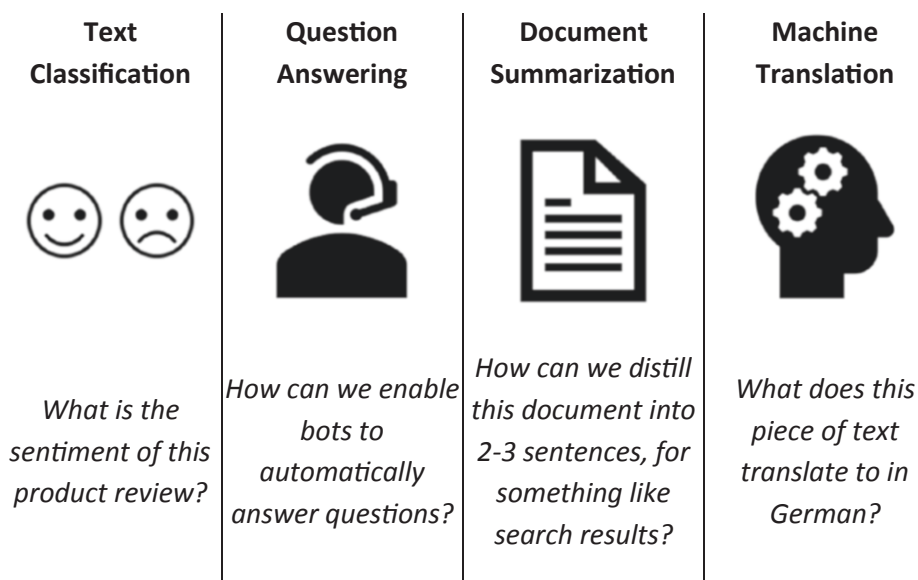 Text
Classification
What is the
sentiment of this
product review?
Question
Answering
How can we enable
bots to
automatically
answer questions?
Document
Summarization
How can we distill
this document into
2-3 sentences, for
something like
search results?
Machine
Translation
What does this
piece of text
translate to in
German?